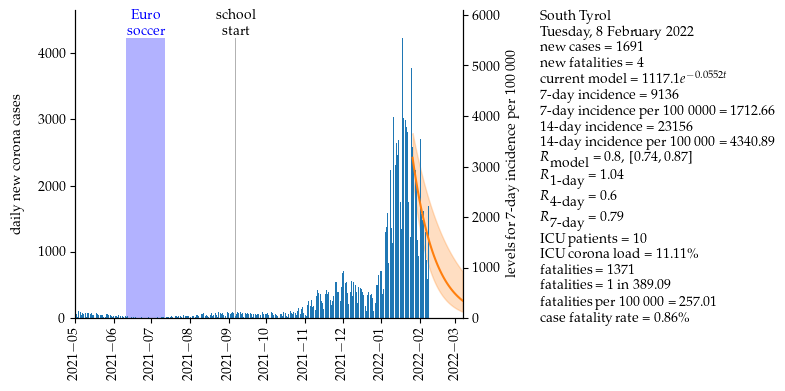 Euro
soccer
school
start
daily new corona cases
0
1000
2000
3000
4000
levels for 7-day incidence per 100 000
0
1000
2000
3000
4000
5000
6000
2021−05
2021−06
2021−07
2021−08
2021−09
2021−10
2021−11
2021−12
2022−01
2022−02
2022−03
South Tyrol
Tuesday, 8 February 2022
new cases = 1691
new fatalities = 4
current model = 1117.1e^{−0.0552t}
7-day incidence = 9136
7-day incidence per 100 0000 = 1712.66
14-day incidence = 23156
14-day incidence per 100 000 = 4340.89
R_model = 0.8, [0.74, 0.87]
R_1-day = 1.04
R_4-day = 0.6
R_7-day = 0.79
ICU patients = 10
ICU corona load = 11.11%
fatalities = 1371
fatalities = 1 in 389.09
fatalities per 100 000 = 257.01
case fatality rate = 0.86%